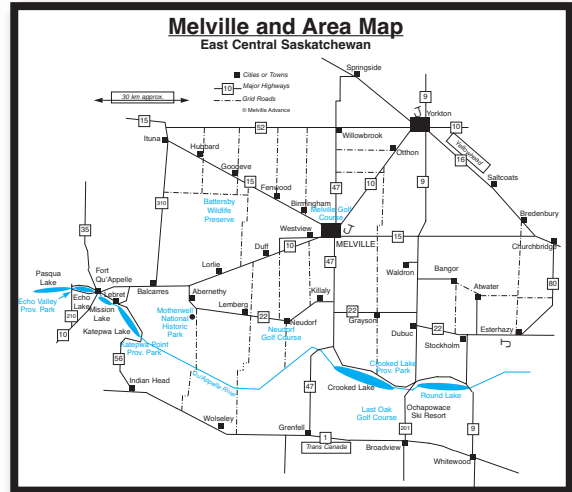 Melville and Area Map
East Central Saskatchewan
Springside
Cities or Towns
10
Major Highways
Grid Roads
© Melville Advance
30 km approx.
9
Yorkton
10
15
52
Willowbrook
Ituna
Hubbard
Otthon
Yellowhead
16
Goodeve
15
Saltcoats
Fenwood
47
10
9
Battersby
Wildlife
Preserve
310
Birmingham
Melville Golf
Course
Bredenbury
35
Westview
MELVILLE
15
Churchbridge
Duff
10
47
Pasqua
Lake
Fort
Qu'Appelle
Lorlie
Waldron
Bangor
80
Echo Valley
Prov. Park
Echo
Lake
Lebret
Mission
Lake
Balcarres
Abernethy
Killaly
Atwater
210
Katepwa Lake
Motherwell
National
Historic
Park
Lemberg
22
Neudorf
22
Grayson
10
Katepwa Point
Prov. Park
Neudorf
Golf Course
Dubuc
22
Esterhazy
Stockholm
56
Qu'Appelle River
Crooked Lake
Prov. Park
Indian Head
47
Crooked Lake
Round Lake
Last Oak
Golf Course
Ochapowace
Ski Resort
Wolseley
Grenfell
1
Trans Canada
201
9
Broadview
Whitewood